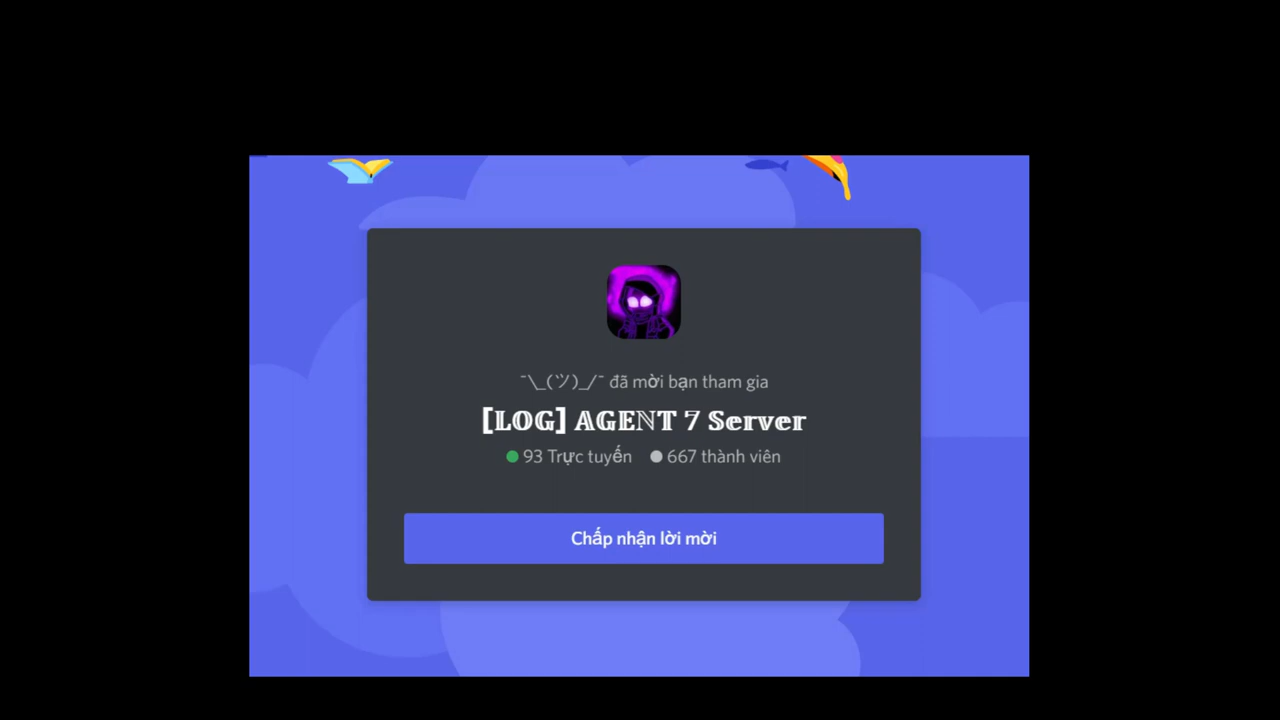 ¯\_(ツ)_/¯ đã mời bạn tham gia
[𝕃𝕆𝔾] 𝔸𝔾𝔼ℕ𝕋 𝟟 𝕊𝕖𝕣𝕧𝕖𝕣
93 Trực tuyến 667 thành viên
Chấp nhận lời mời